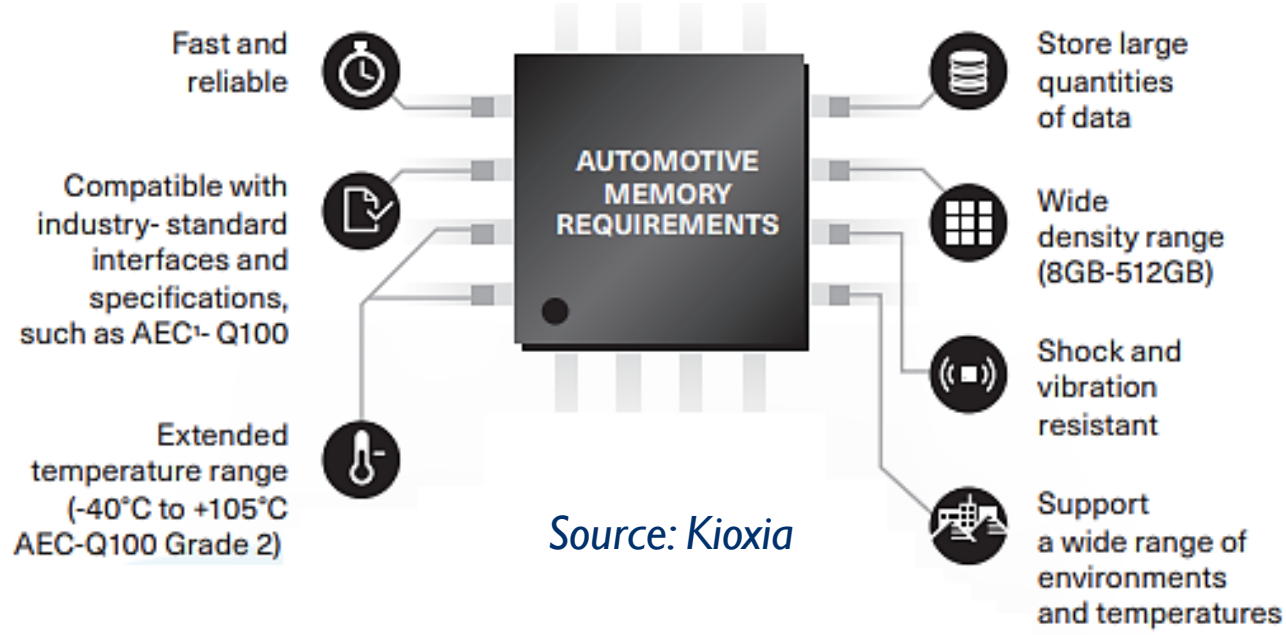 Fast and
reliable
Compatible with
industry- standard
interfaces and
specifications,
such as AEC¹- Q100
Extended
temperature range
(-40°C to +105°C
AEC-Q100 Grade 2)
AUTOMOTIVE
MEMORY
REQUIREMENTS
Source: Kioxia
Store large
quantities
of data
Wide
density range
(8GB-512GB)
Shock and
vibration
resistant
Support
a wide range of
environments
and temperatures